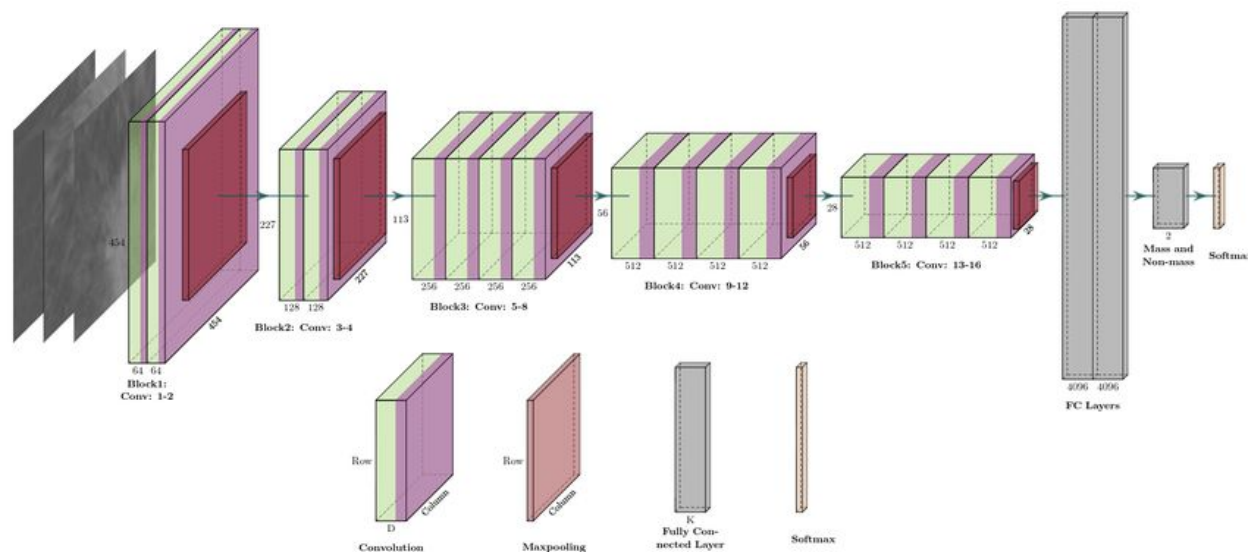 454
454
64 64
Block1:
Conv: 1-2
227
227
128 128
Block2: Conv: 3-4
113
113
256 256 256 256
Block3: Conv: 5-8
56
56
512 512 512 512
Block4: Conv: 9-12
28
28
512 512 512 512
Block5: Conv: 13-16
4096 4096
FC Layers
2
Mass and
Non-mass
Softmax
Row
Column
D
Convolution
Row
Column
Maxpooling
K
Fully Con-
nected Layer
Softmax